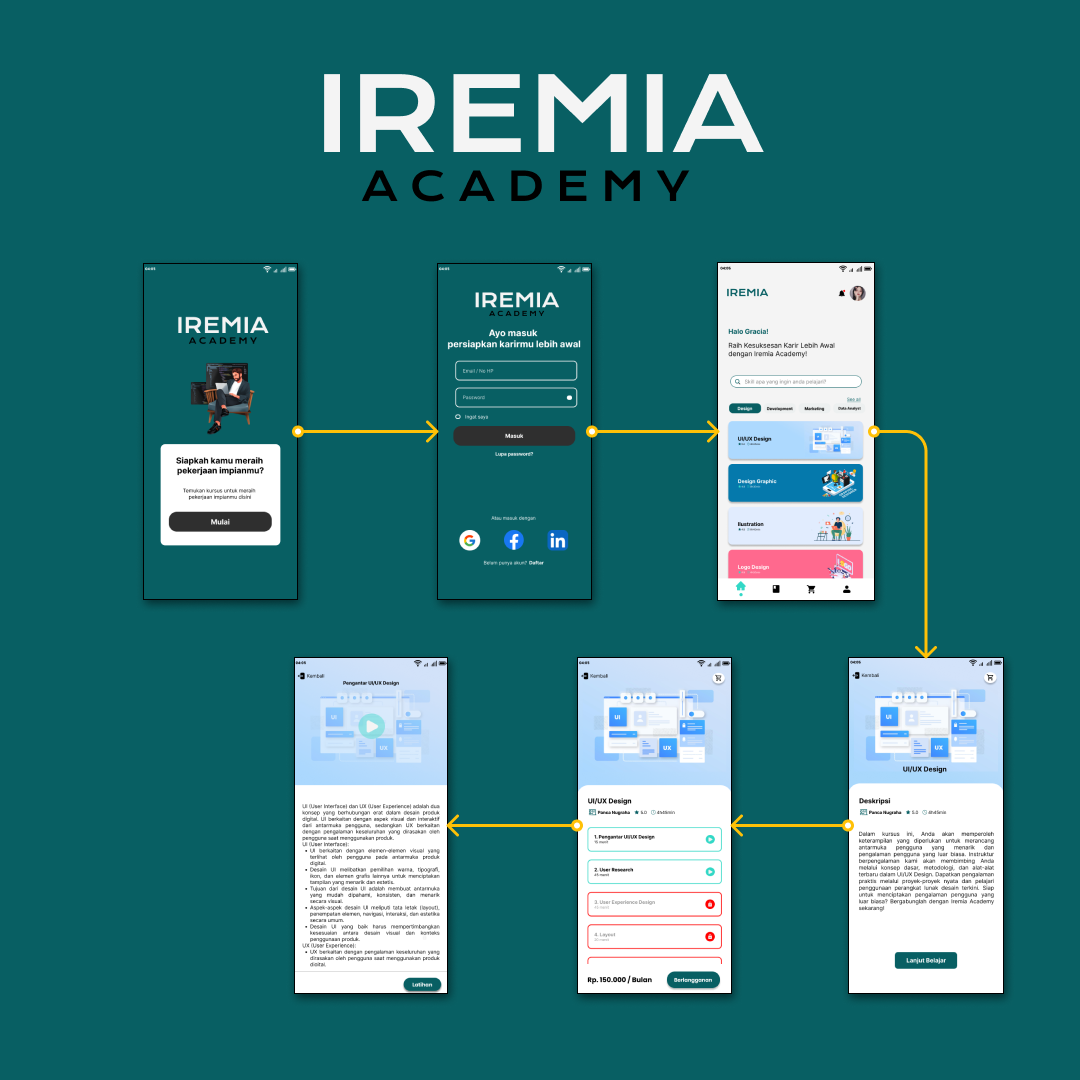 IREMIA
ACADEMY
04:05
IREMIA
ACADEMY
Siapkah kamu meraih
pekerjaan impianmu?
Temukan kursus untuk meraih
pekerjaan impianmu disini
Mulai
04:05
IREMIA
ACADEMY
Ayo masuk
persiapkan karirmu lebih awal
Email / No HP
Password
Ingat saya
Masuk
Lupa password?
Atau masuk dengan
G
f
in
Belum punya akun? Daftar
04:06
IREMIA
Halo Gracia!
Raih Kesuksesan Karir Lebih Awal
dengan Iremia Academy!
Skill apa yang ingin anda pelajari?
See all
Design Development Marketing Data Analyst
UI/UX Design
Design Graphic
Ilustration
Logo Design
04:05
Kembali
Pengantar UI/UX Design
UI
UX
UI (User Interface) dan UX (User Experience) adalah dua
konsep yang berhubungan erat dalam desain produk
digital. UI berkaitan dengan aspek visual dan interaktif
dari antarmuka pengguna, sedangkan UX berkaitan
dengan pengalaman keseluruhan yang dirasakan oleh
pengguna saat menggunakan produk.
UI (User Interface):
• UI berkaitan dengan elemen-elemen visual yang
terlihat oleh pengguna pada antarmuka produk
digital.
• Desain UI melibatkan pemilihan warna, tipografi,
ikon, dan elemen grafis lainnya untuk menciptakan
tampilan yang menarik dan estetis.
• Tujuan dari desain UI adalah membuat antarmuka
yang mudah dipahami, konsisten, dan menarik
secara visual.
• Aspek-aspek desain UI meliputi tata letak (layout),
penempatan elemen, navigasi, interaksi, dan estetika
secara umum.
• Desain UI yang baik harus mempertimbangkan
kesesuaian antara desain visual dan konteks
penggunaan produk.
UX (User Experience):
• UX berkaitan dengan pengalaman keseluruhan yang
dirasakan oleh pengguna saat menggunakan produk
digital.
Latihan
04:05
Kembali
UI
UX
UI/UX Design
Panca Nugraha 5.0 4h45min
1. Pengantar UI/UX Design
2. User Research
3. User Experience Design
4. Layout
Rp. 150.000 / Bulan
Berlangganan
04:06
Kembali
UI
UX
UI/UX Design
Deskripsi
Panca Nugraha 5.0 4h45min
Dalam kursus ini, Anda akan memperoleh
keterampilan yang diperlukan untuk merancang
antarmuka pengguna yang menarik dan
pengalaman pengguna yang luar biasa. Instruktur
berpengalaman kami akan membimbing Anda
melalui konsep dasar, metodologi, dan alat-alat
terbaru dalam UI/UX Design. Dapatkan pengalaman
praktis melalui proyek-proyek nyata dan pelajari
penggunaan perangkat lunak desain terkini. Siap
untuk menciptakan pengalaman pengguna yang
luar biasa? Bergabunglah dengan Iremia Academy
sekarang!
Lanjut Belajar